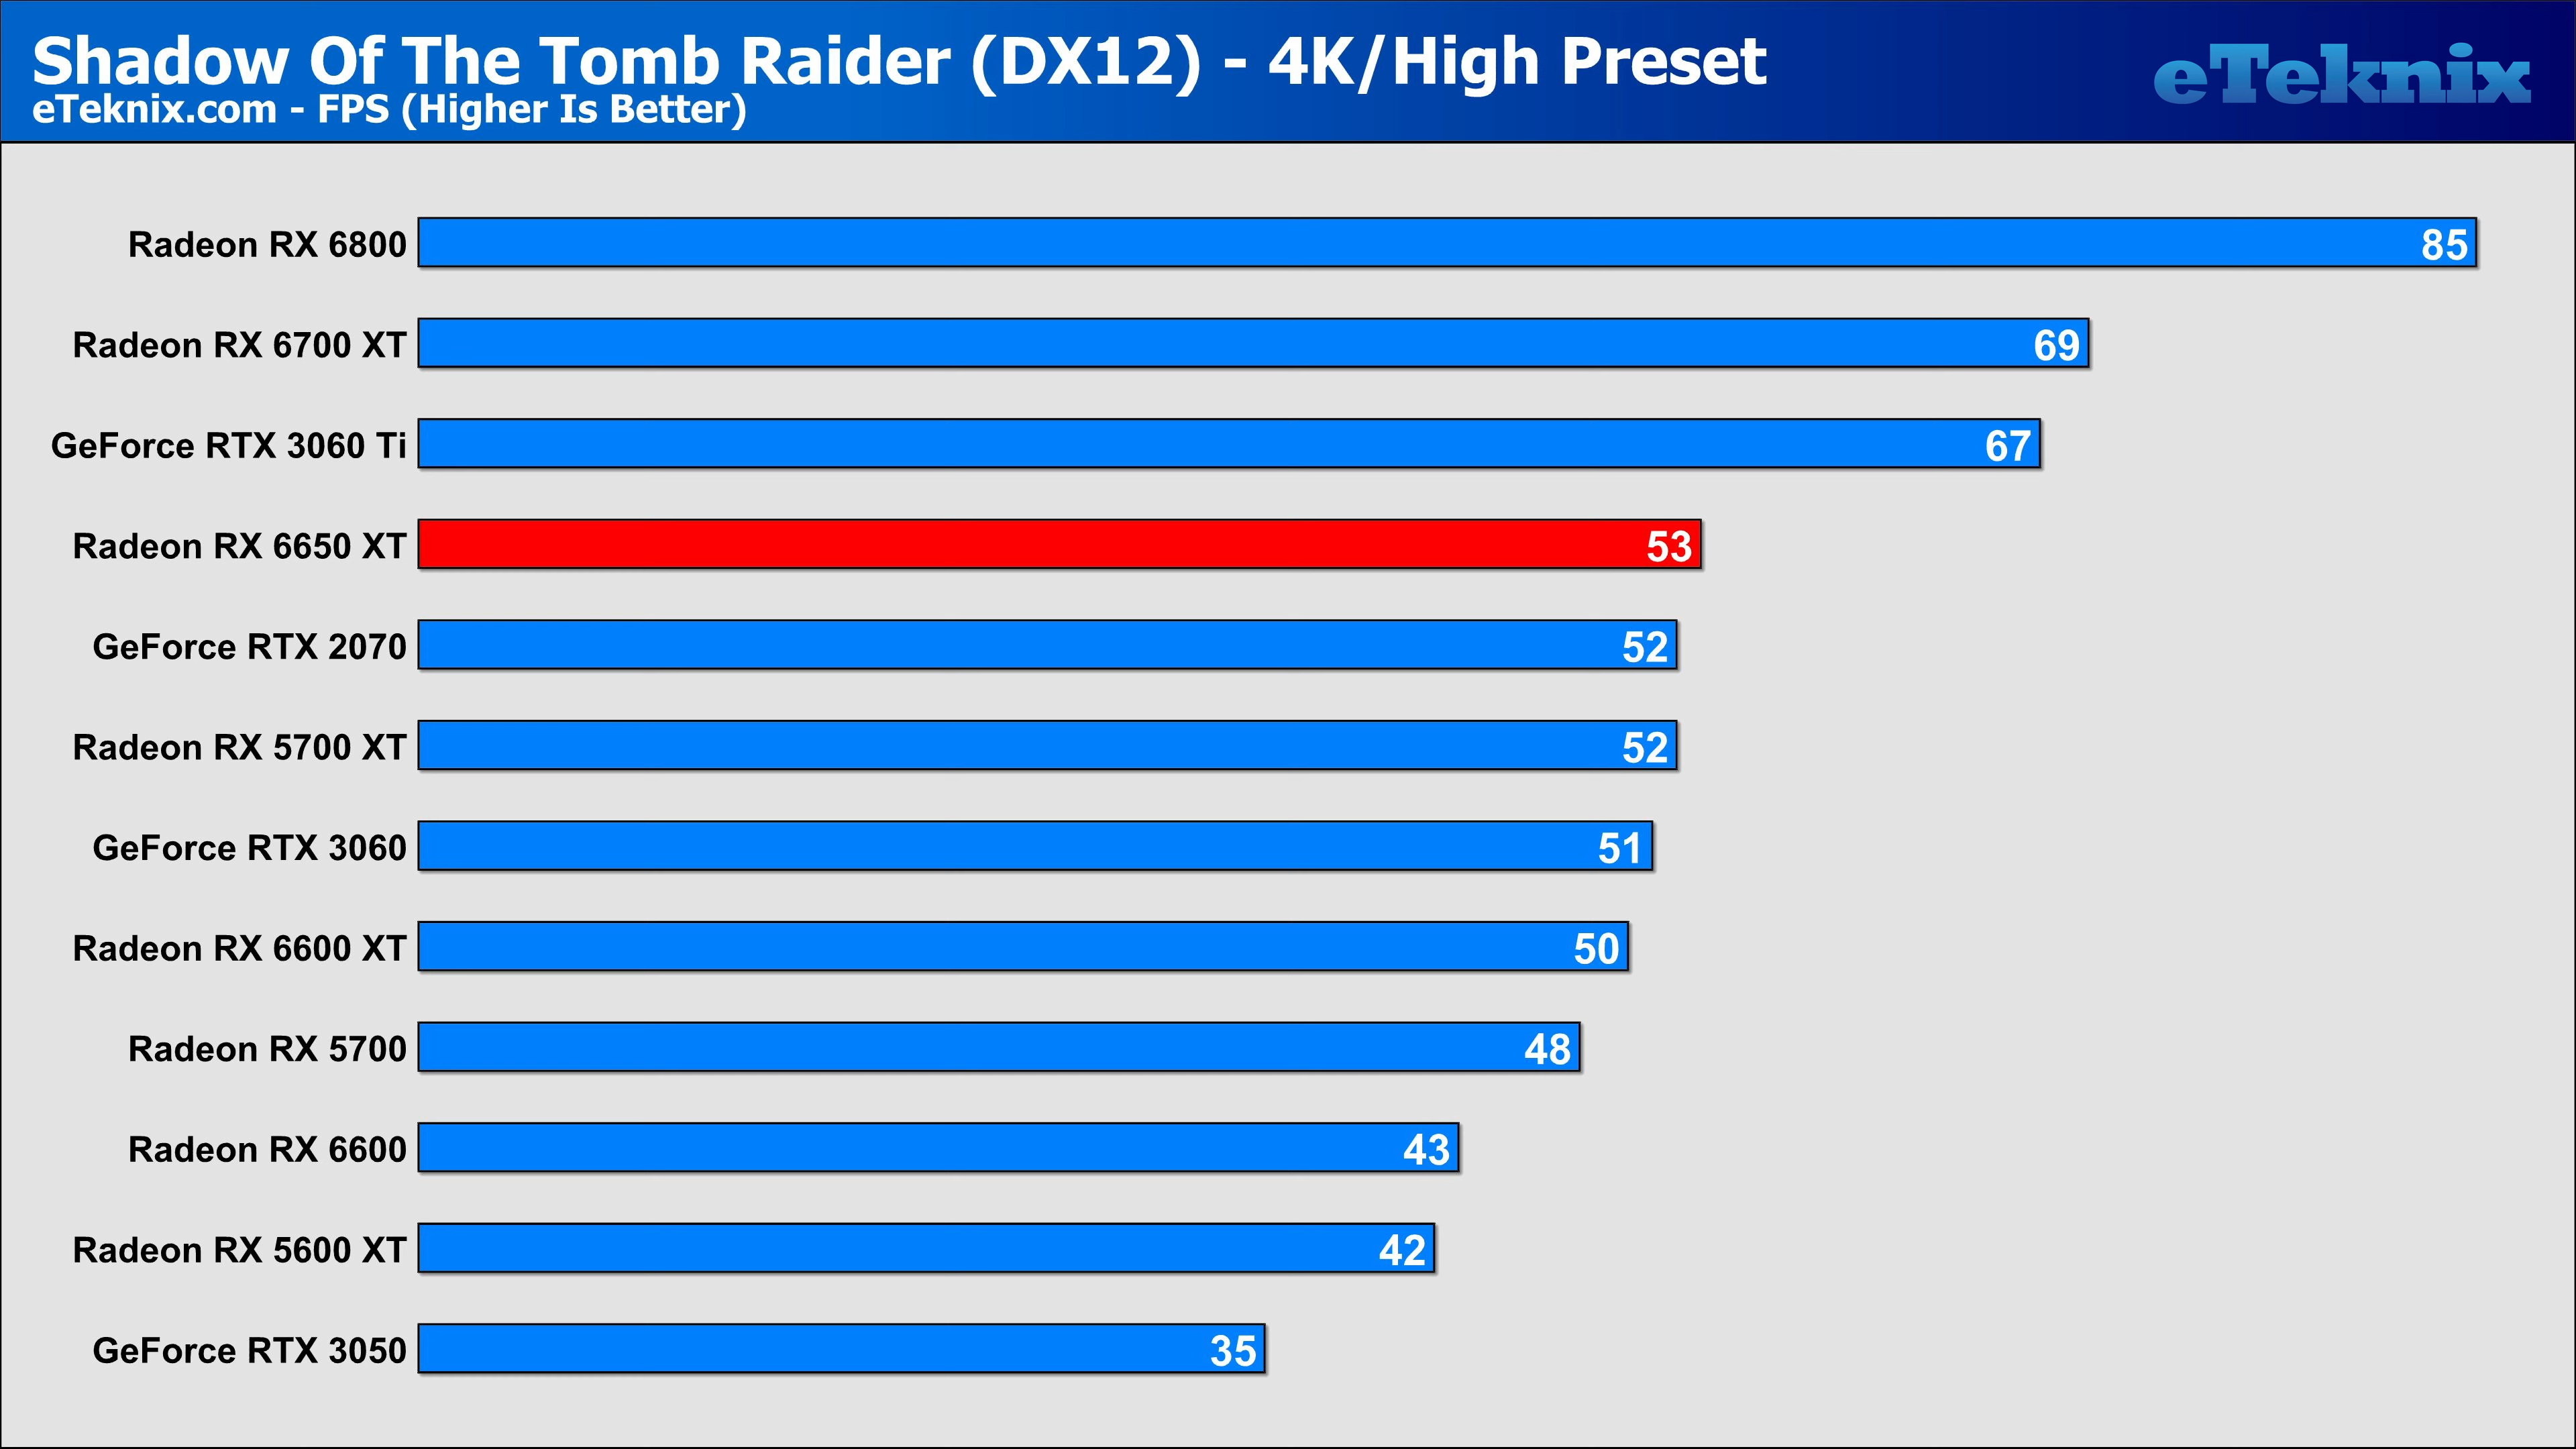 Shadow Of The Tomb Raider (DX12) - 4K/High Preset
eTeknix.com - FPS (Higher Is Better)
eTeknix
Radeon RX 6800 85
Radeon RX 6700 XT 69
GeForce RTX 3060 Ti 67
Radeon RX 6650 XT 53
GeForce RTX 2070 52
Radeon RX 5700 XT 52
GeForce RTX 3060 51
Radeon RX 6600 XT 50
Radeon RX 5700 48
Radeon RX 6600 43
Radeon RX 5600 XT 42
GeForce RTX 3050 35